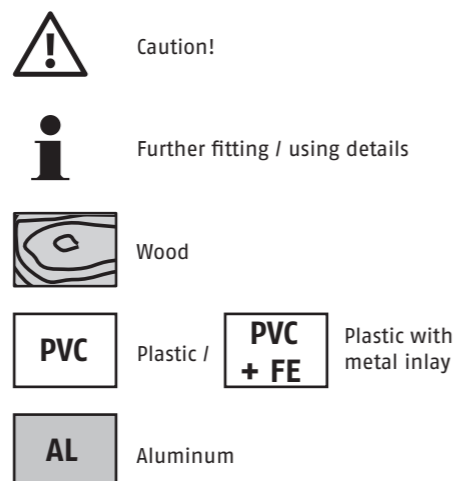 !
Caution!
i
Further fitting / using details
Wood
PVC
Plastic /
PVC
+ FE
Plastic with
metal inlay
AL
Aluminum